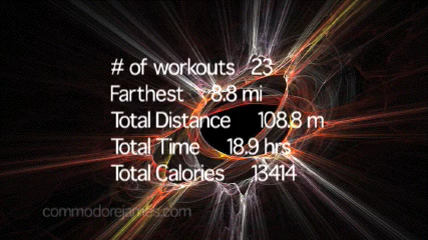 # of workouts 23
Farthest 8.8 mi
Total Distance 108.8 m
Total Time 18.9 hrs
Total Calories 13414
commodorejames.com